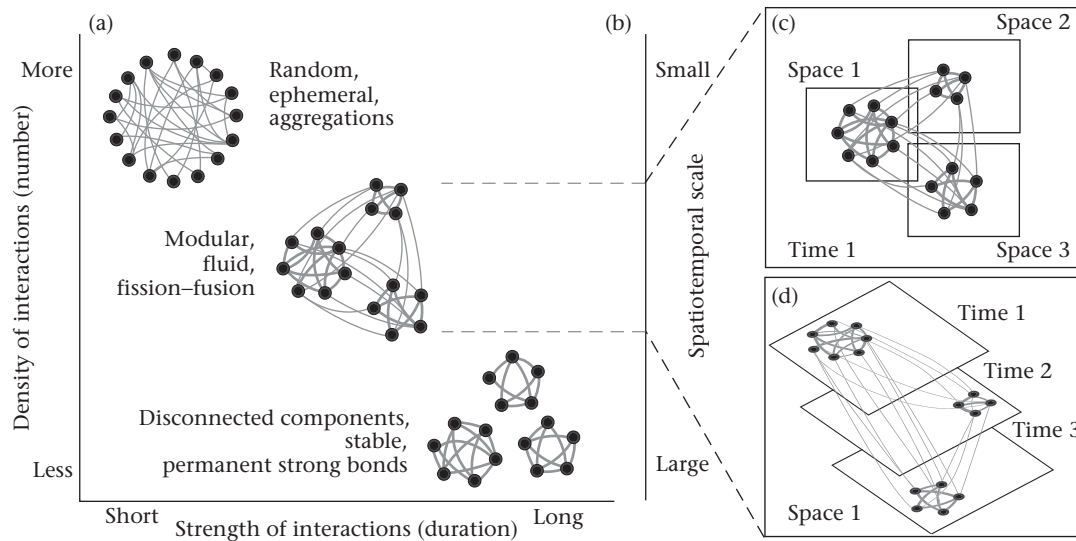 (a)
More
Density of interactions (number)
Less
Random,
ephemeral,
aggregations
Modular,
fluid,
fission–fusion
Disconnected components,
stable,
permanent strong bonds
Short
Strength of interactions (duration)
Long
(b)
Small
Spatiotemporal scale
Large
(c)
Space 2
Space 1
Time 1
Space 3
(d)
Time 1
Time 2
Time 3
Space 1